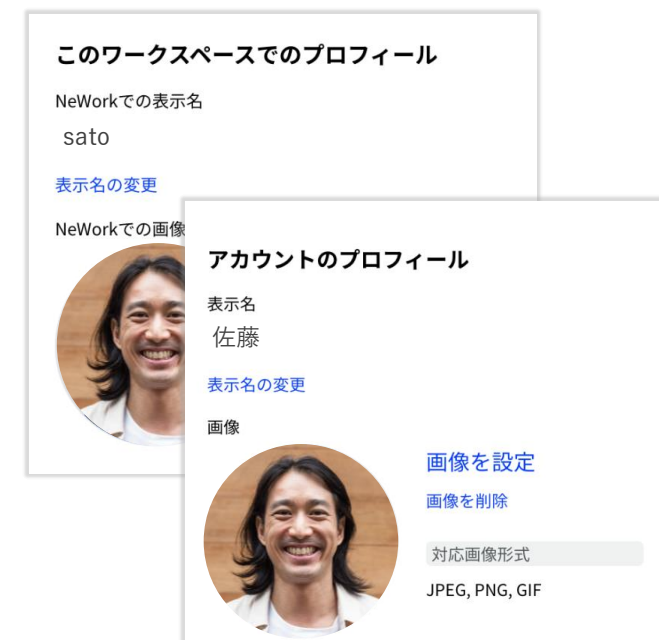 このワークスペースでのプロフィール
NeWorkでの表示名
sato
表示名の変更
NeWorkでの画像
アカウントのプロフィール
表示名
佐藤
表示名の変更
画像
画像を設定
画像を削除
対応画像形式
JPEG, PNG, GIF